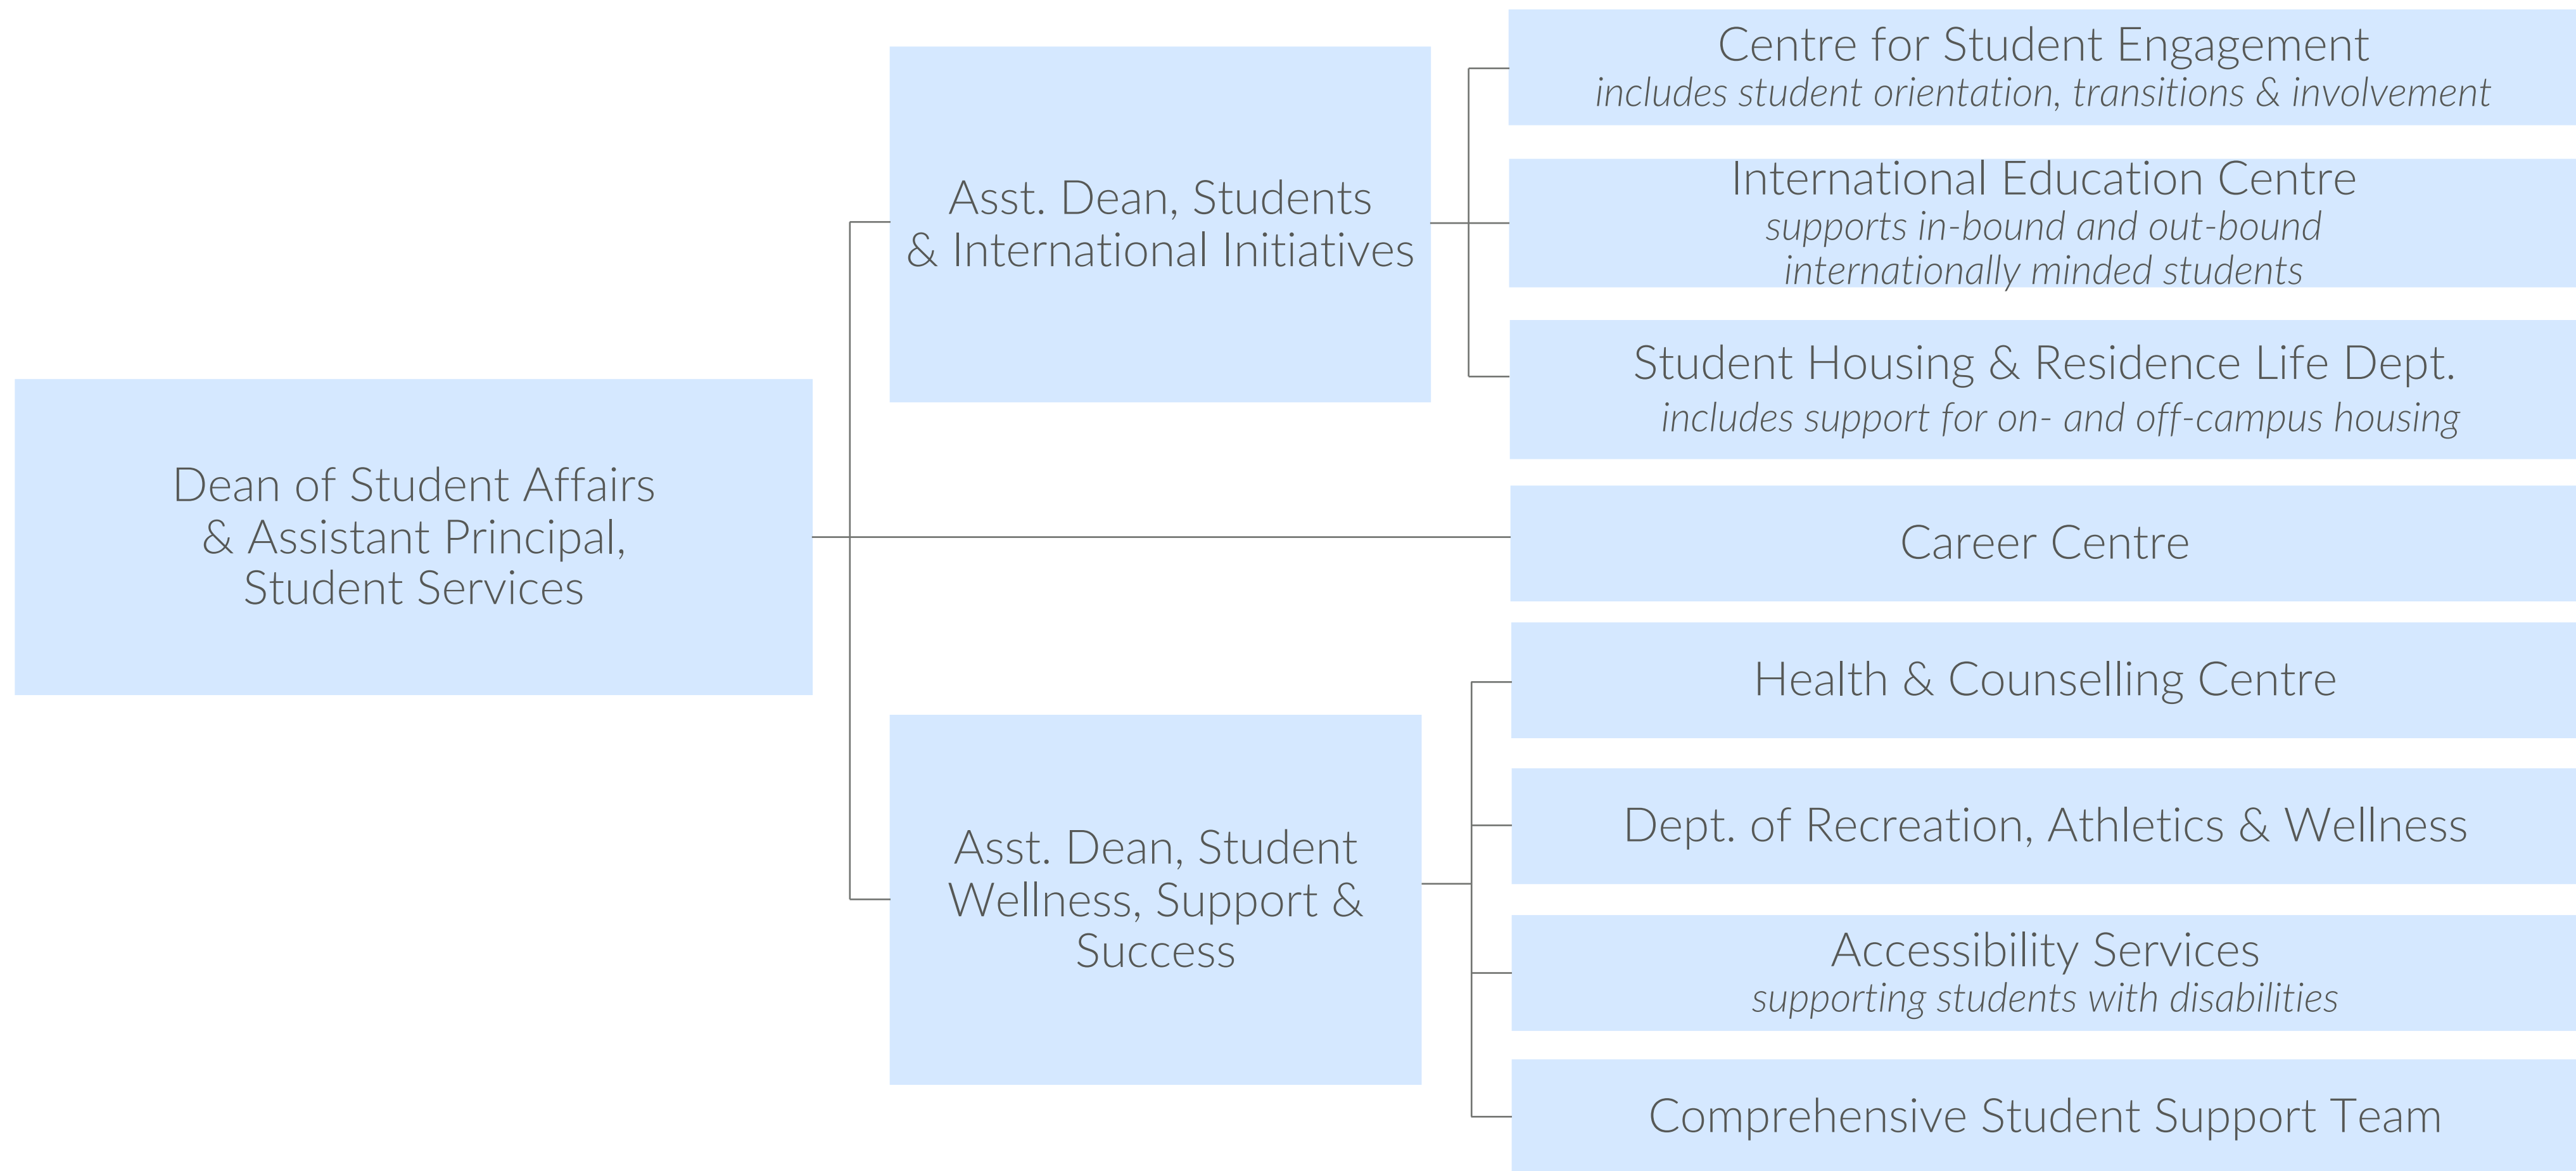 Dean of Student Affairs
& Assistant Principal,
Student Services
Asst. Dean, Students
& International Initiatives
Centre for Student Engagement
includes student orientation, transitions & involvement
International Education Centre
supports in-bound and out-bound
internationally minded students
Student Housing & Residence Life Dept.
includes support for on- and off-campus housing
Career Centre
Asst. Dean, Student
Wellness, Support &
Success
Health & Counselling Centre
Dept. of Recreation, Athletics & Wellness
Accessibility Services
supporting students with disabilities
Comprehensive Student Support Team